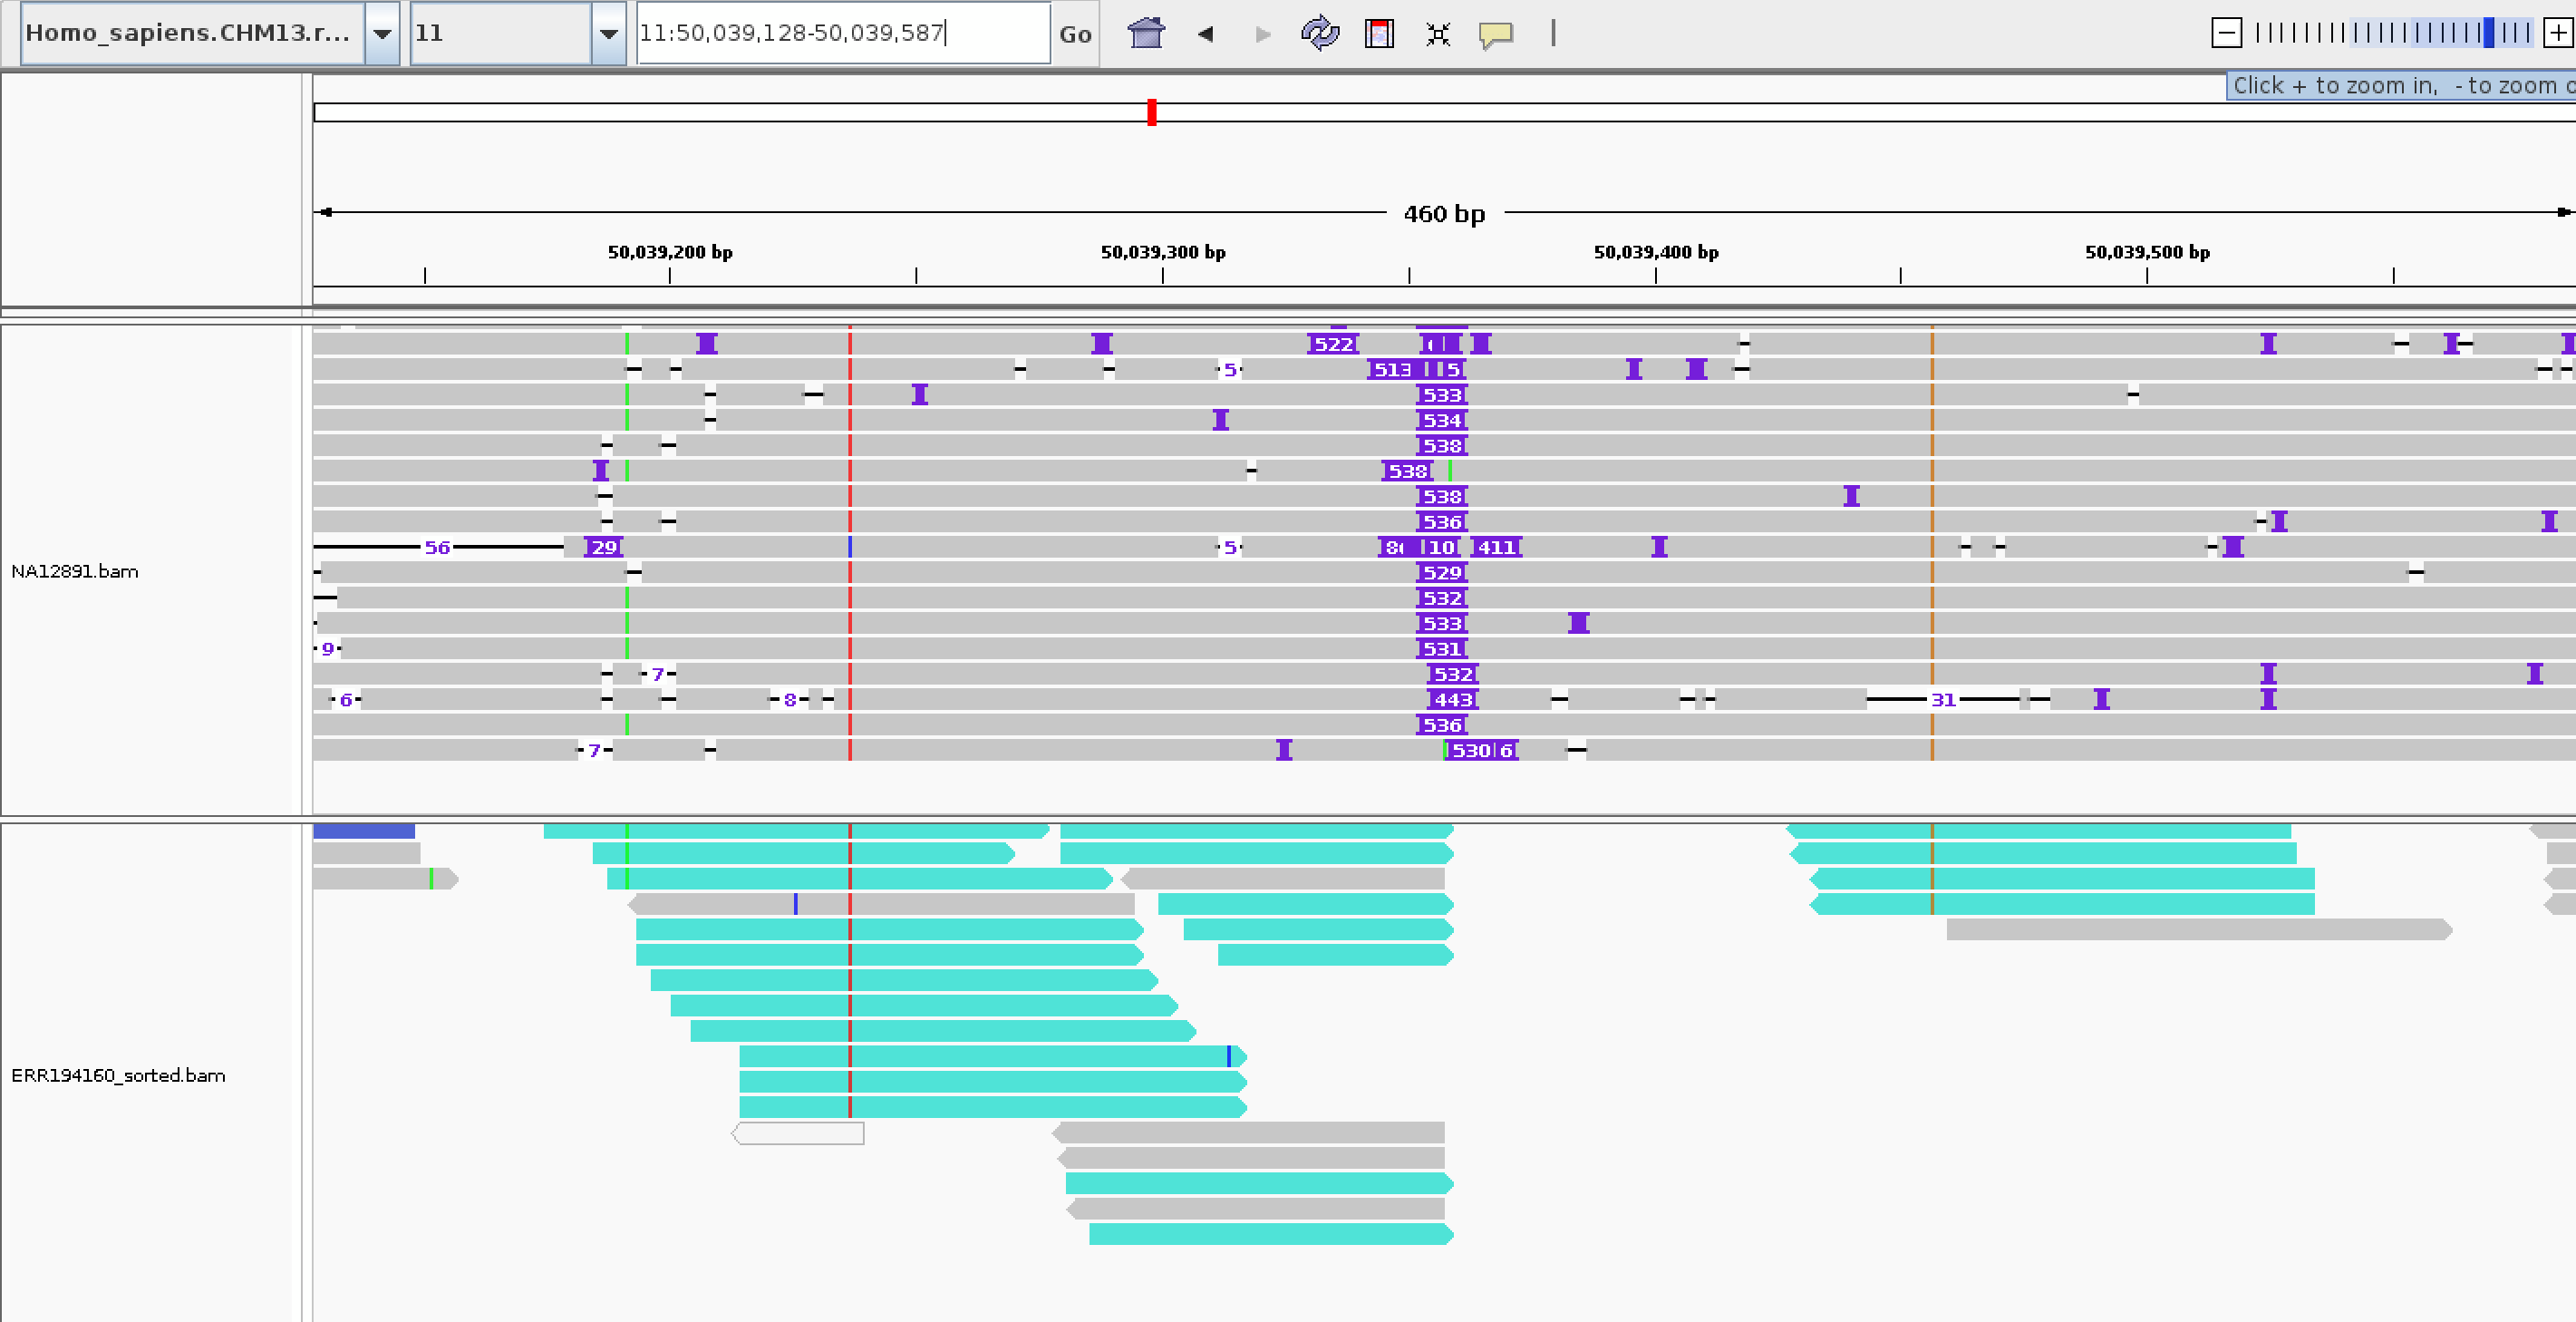 Homo_sapiens.CHM13.r... 11 11:50,039,128-50,039,587 Go
Click + to zoom in, - to zoom o
460 bp
50,039,200 bp 50,039,300 bp 50,039,400 bp 50,039,500 bp
522
5 513 5
533
534
538
538
538
536
56 29 5 10 411
529
532
533
9 531
7 532
6 8 443 31
536
7 530 6
NA12891.bam
ERR194160_sorted.bam